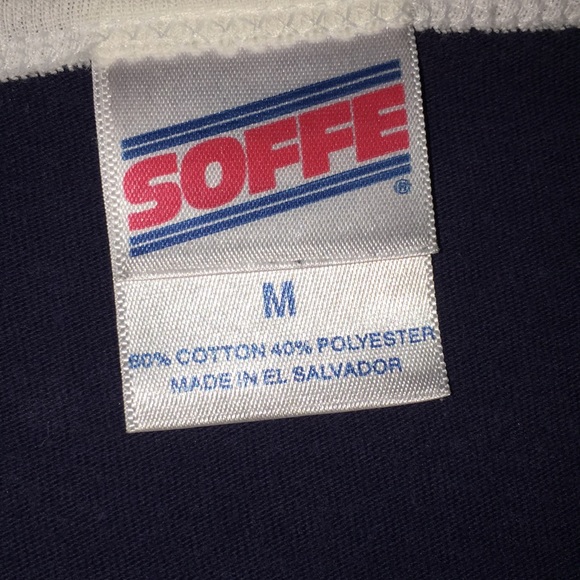 SOFFE
®
M
60% COTTON 40% POLYESTER
MADE IN EL SALVADOR